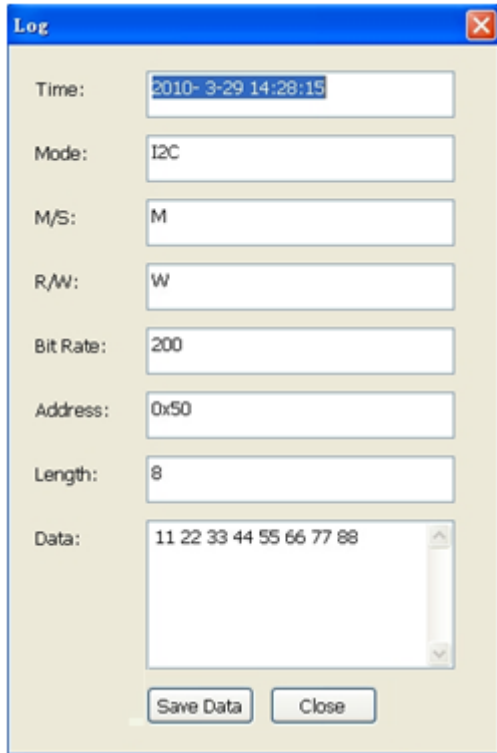 Log
Time: 2010- 3-29 14:28:15
Mode: I2C
M/S: M
R/W: W
Bit Rate: 200
Address: 0x50
Length: 8
Data: 11 22 33 44 55 66 77 88
Save Data Close